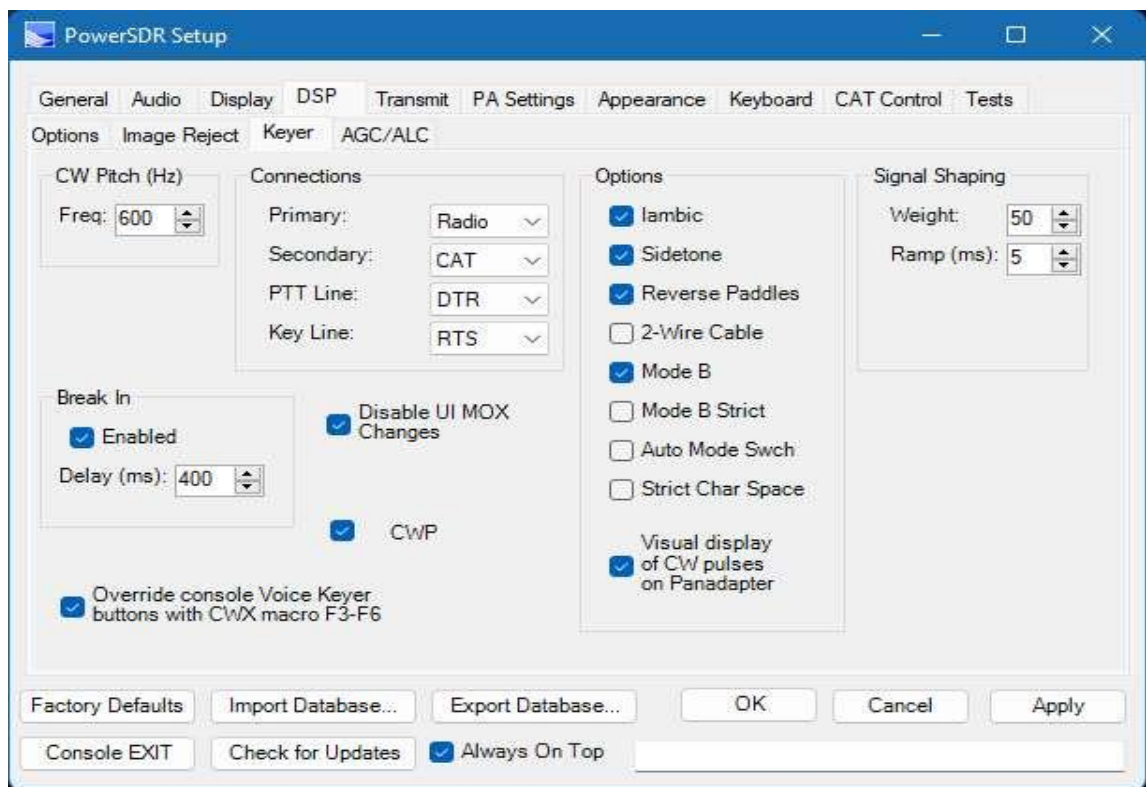 PowerSDR Setup
General Audio Display DSP Transmit PA Settings Appearance Keyboard CAT Control Tests
Options Image Reject Keyer AGC/ALC
CW Pitch (Hz)
Freq: 600
Connections
Primary: Radio
Secondary: CAT
PTT Line: DTR
Key Line: RTS
Options
Iambic
Sidetone
Reverse Paddles
2-Wire Cable
Mode B
Mode B Strict
Auto Mode Swch
Strict Char Space
Visual display
of CW pulses
on Panadapter
Signal Shaping
Weight: 50
Ramp (ms): 5
Break In
Enabled
Delay (ms): 400
Disable UI MOX
Changes
CWP
Override console Voice Keyer
buttons with CWX macro F3-F6
Factory Defaults Import Database... Export Database... OK Cancel Apply
Console EXIT Check for Updates Always On Top